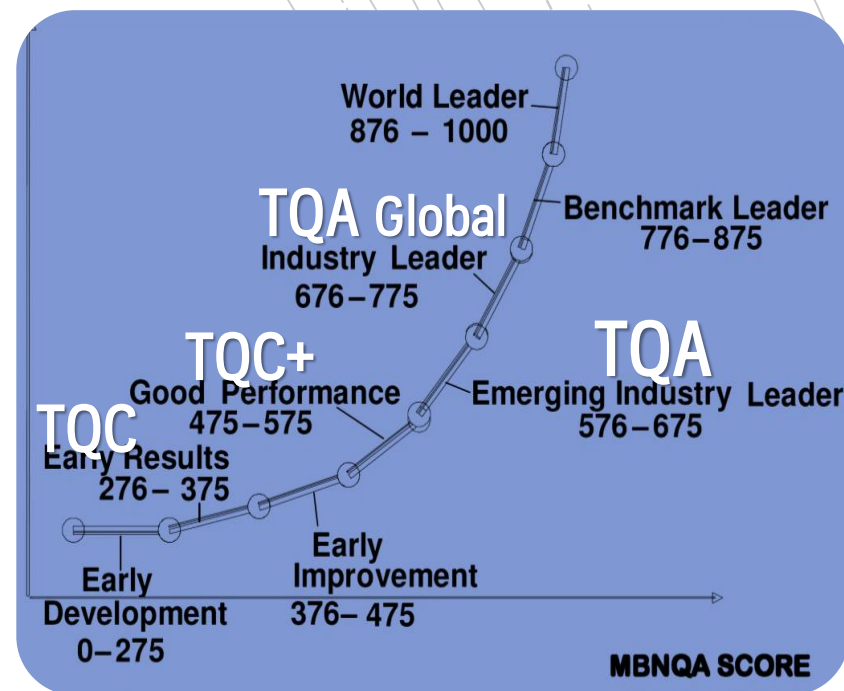 World Leader
876 – 1000
Benchmark Leader
776–875
TQA Global
Industry Leader
676–775
TQA
Emerging Industry Leader
576–675
TQC+
Good Performance
475–575
TQC
Early Results
276– 375
Early
Improvement
376– 475
Early
Development
0–275
MBNQA SCORE